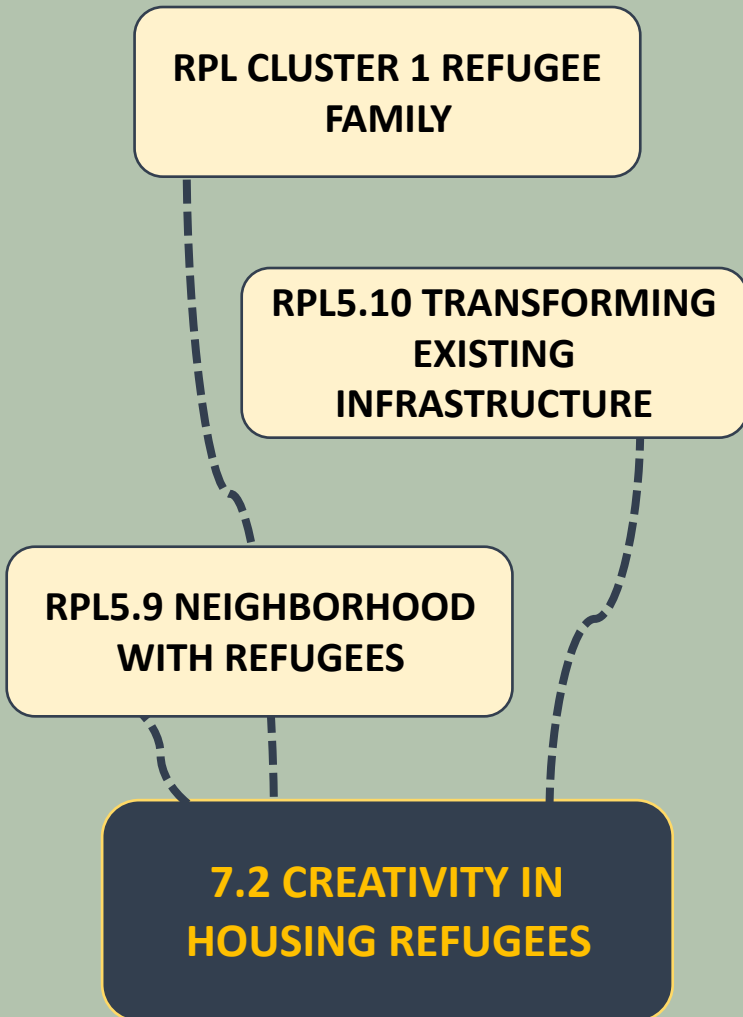 RPL CLUSTER 1 REFUGEE
FAMILY
RPL5.10 TRANSFORMING
EXISTING
INFRASTRUCTURE
RPL5.9 NEIGHBORHOOD
WITH REFUGEES
7.2 CREATIVITY IN
HOUSING REFUGEES